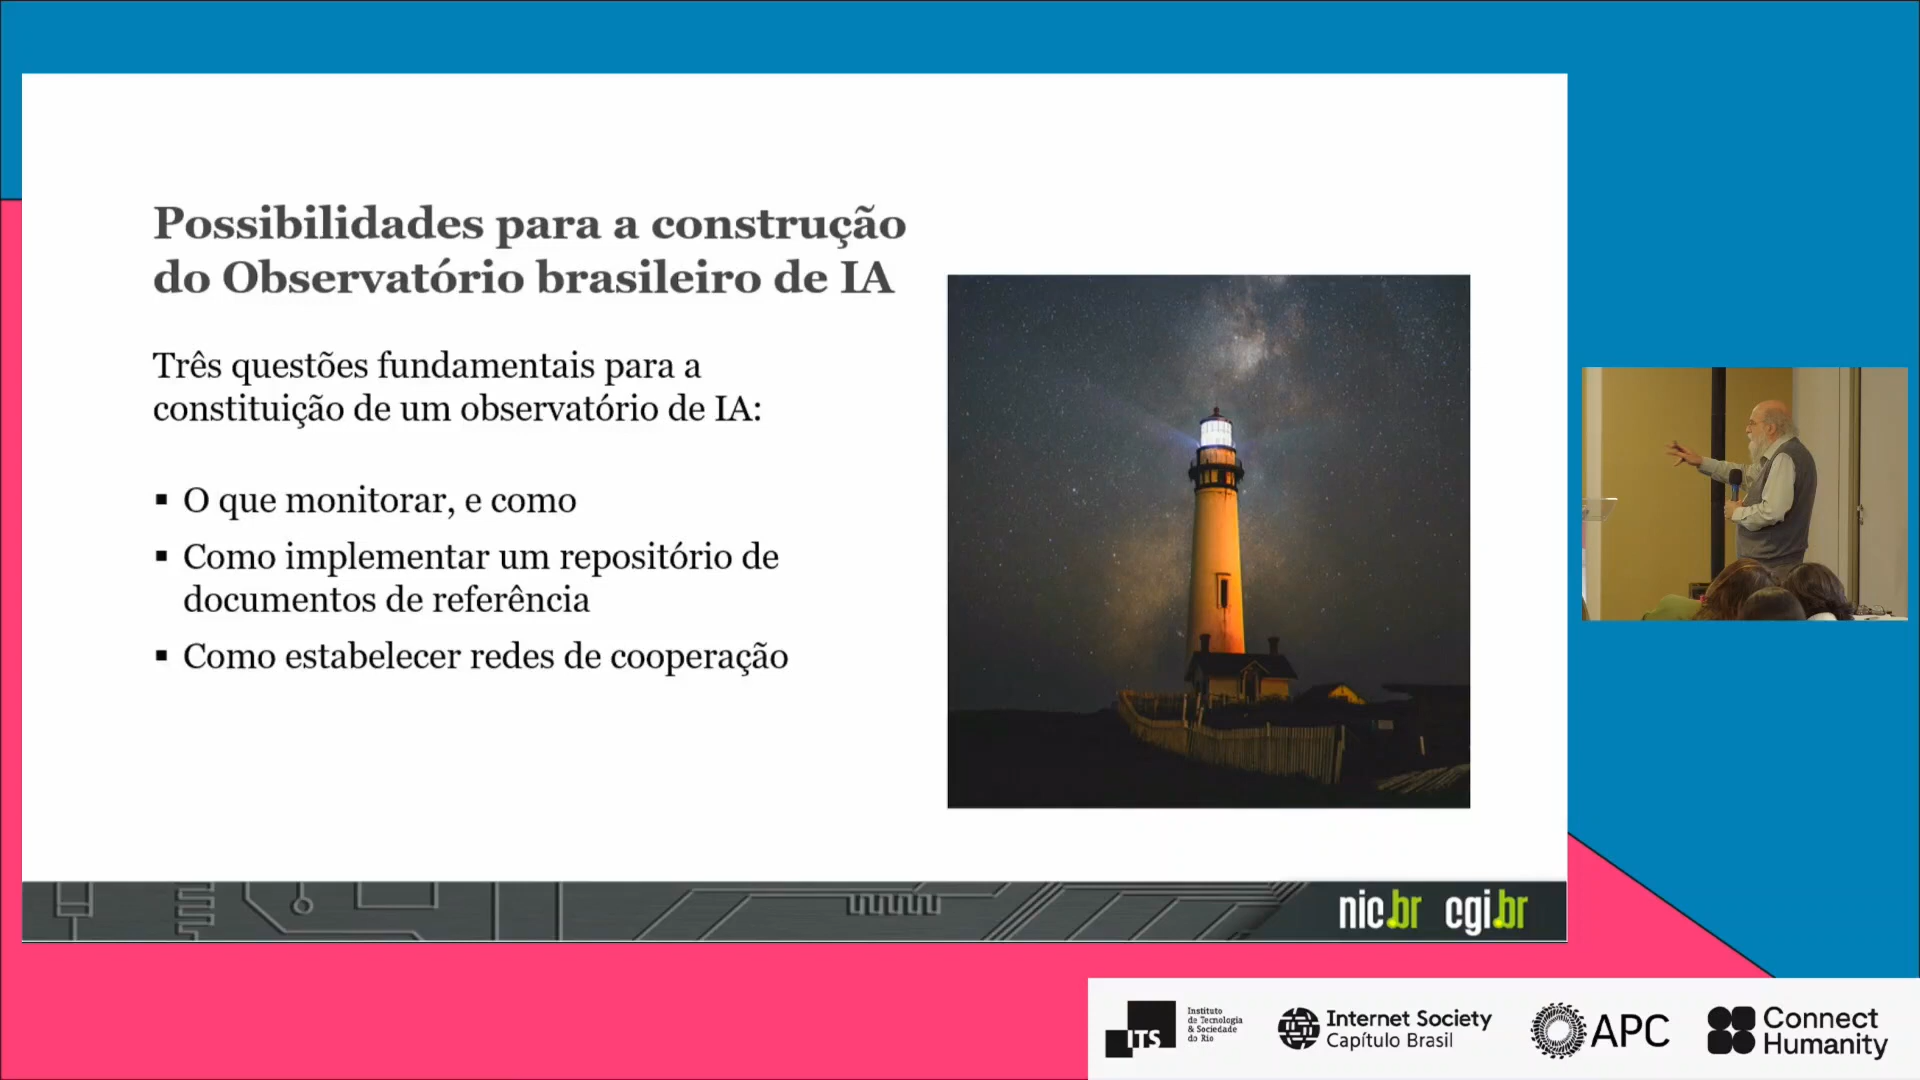 Possibilidades para a construção
do Observatório brasileiro de IA
Três questões fundamentais para a
constituição de um observatório de IA:
▪ O que monitorar, e como
▪ Como implementar um repositório de
documentos de referência
▪ Como estabelecer redes de cooperação
nic.br cgi.br
ITS
Instituto
de Tecnologia
& Sociedade
do Rio
Internet Society
Capítulo Brasil
APC
Connect
Humanity